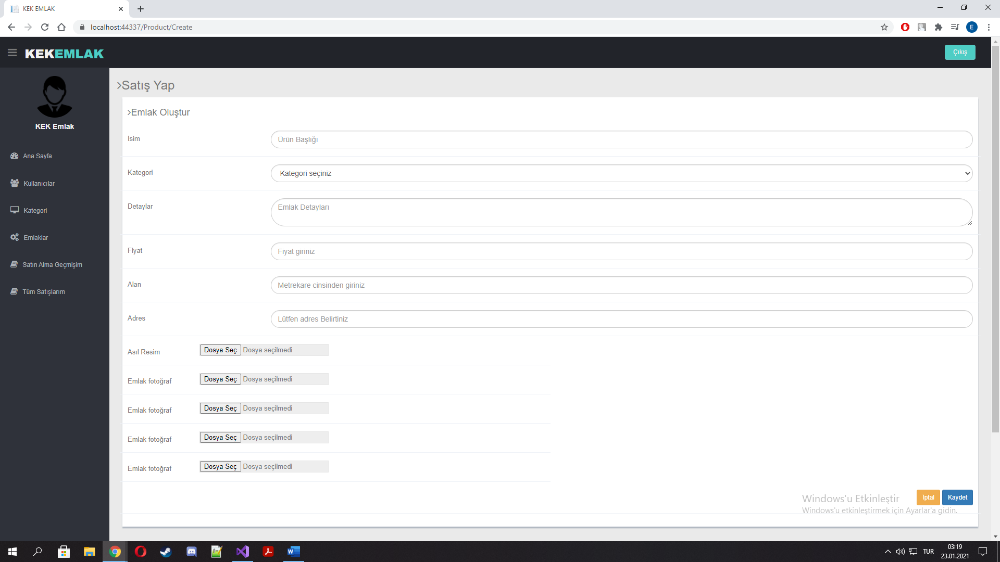 KEK EMLAK
localhost:44337/Product/Create
E
KEKEMLAK
Çıkış
KEK Emlak
Ana Sayfa
Kullanıcılar
Kategori
Emlaklar
Satın Alma Geçmişim
Tüm Satışlarım
>Satış Yap
>Emlak Oluştur
İsim
Ürün Başlığı
Kategori
Kategori seçiniz
Detaylar
Emlak Detayları
Fiyat
Fiyat giriniz
Alan
Metrekare cinsinden giriniz
Adres
Lütfen adres Belirtiniz
Asıl Resim Dosya Seç Dosya seçilmedi
Emlak fotoğraf Dosya Seç Dosya seçilmedi
Emlak fotoğraf Dosya Seç Dosya seçilmedi
Emlak fotoğraf Dosya Seç Dosya seçilmedi
Emlak fotoğraf Dosya Seç Dosya seçilmedi
İptal Kaydet
Windows'u Etkinleştir
Windows'u etkinleştirmek için Ayarlar'a gidin.
TUR
03:19
23.01.2021